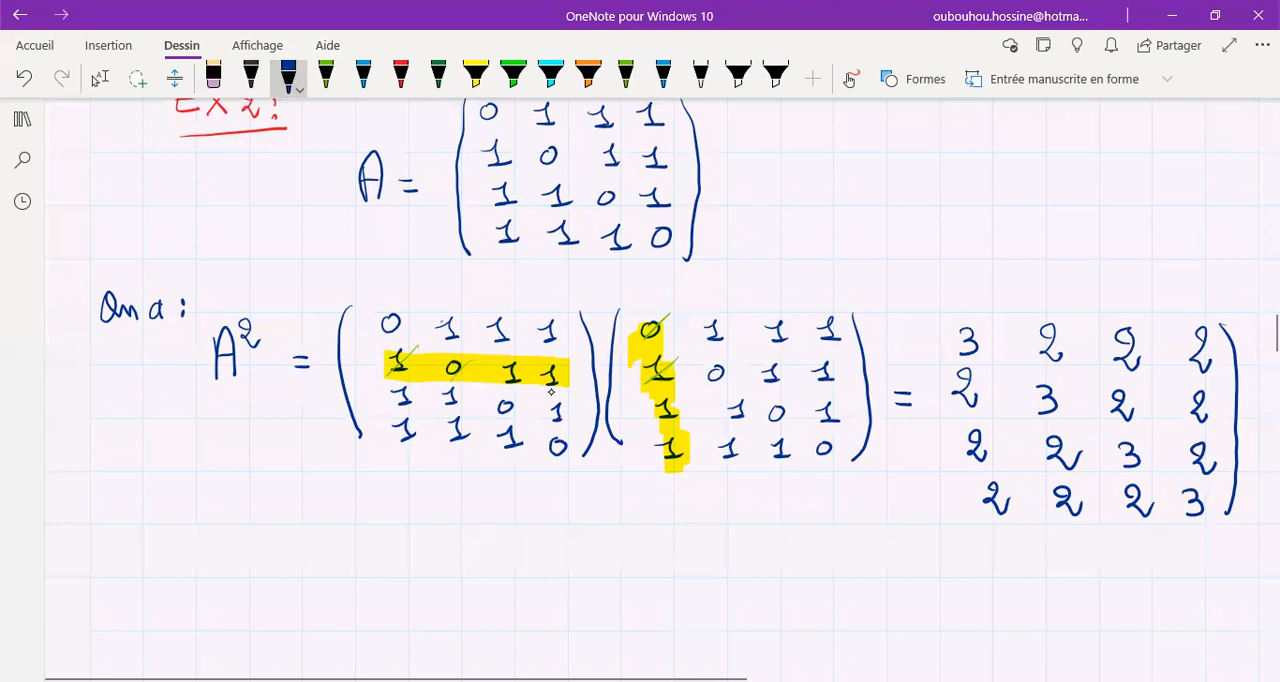 OneNote pour Windows 10
oubouhou.hossine@hotma...
Accueil Insertion Dessin Affichage Aide Partager
Formes Entrée manuscrite en forme
EX 2:
A = ( 0 1 1 1
1 0 1 1
1 1 0 1
1 1 1 0 )
On a :
A² = ( 0 1 1 1 ) ( 0 1 1 1 ) = 3 2 2 2 )
1 0 1 1 1 0 1 1 2 3 2 2
1 1 0 1 1 1 0 1 2 2 3 2
1 1 1 0 1 1 1 0 2 2 2 3